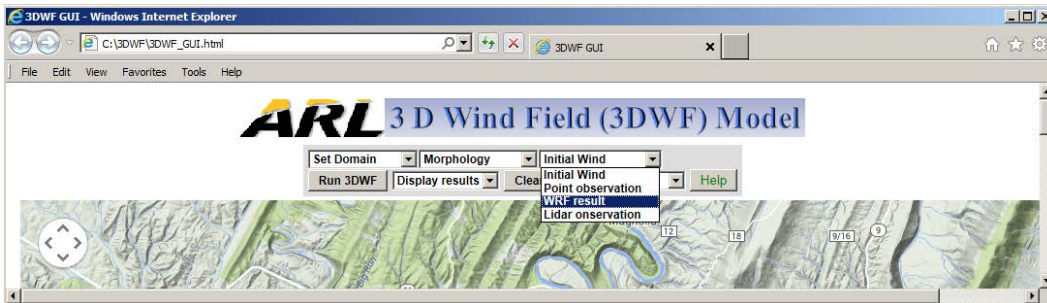 3DWF GUI - Windows Internet Explorer
C:\3DWF\3DWF_GUI.html
3DWF GUI
File Edit View Favorites Tools Help
ARL 3 D Wind Field (3DWF) Model
Set Domain Morphology Initial Wind
Initial Wind
Point observation
WRF result
Lidar onservation
Run 3DWF Display results Clea Help
12
18
9/16
9